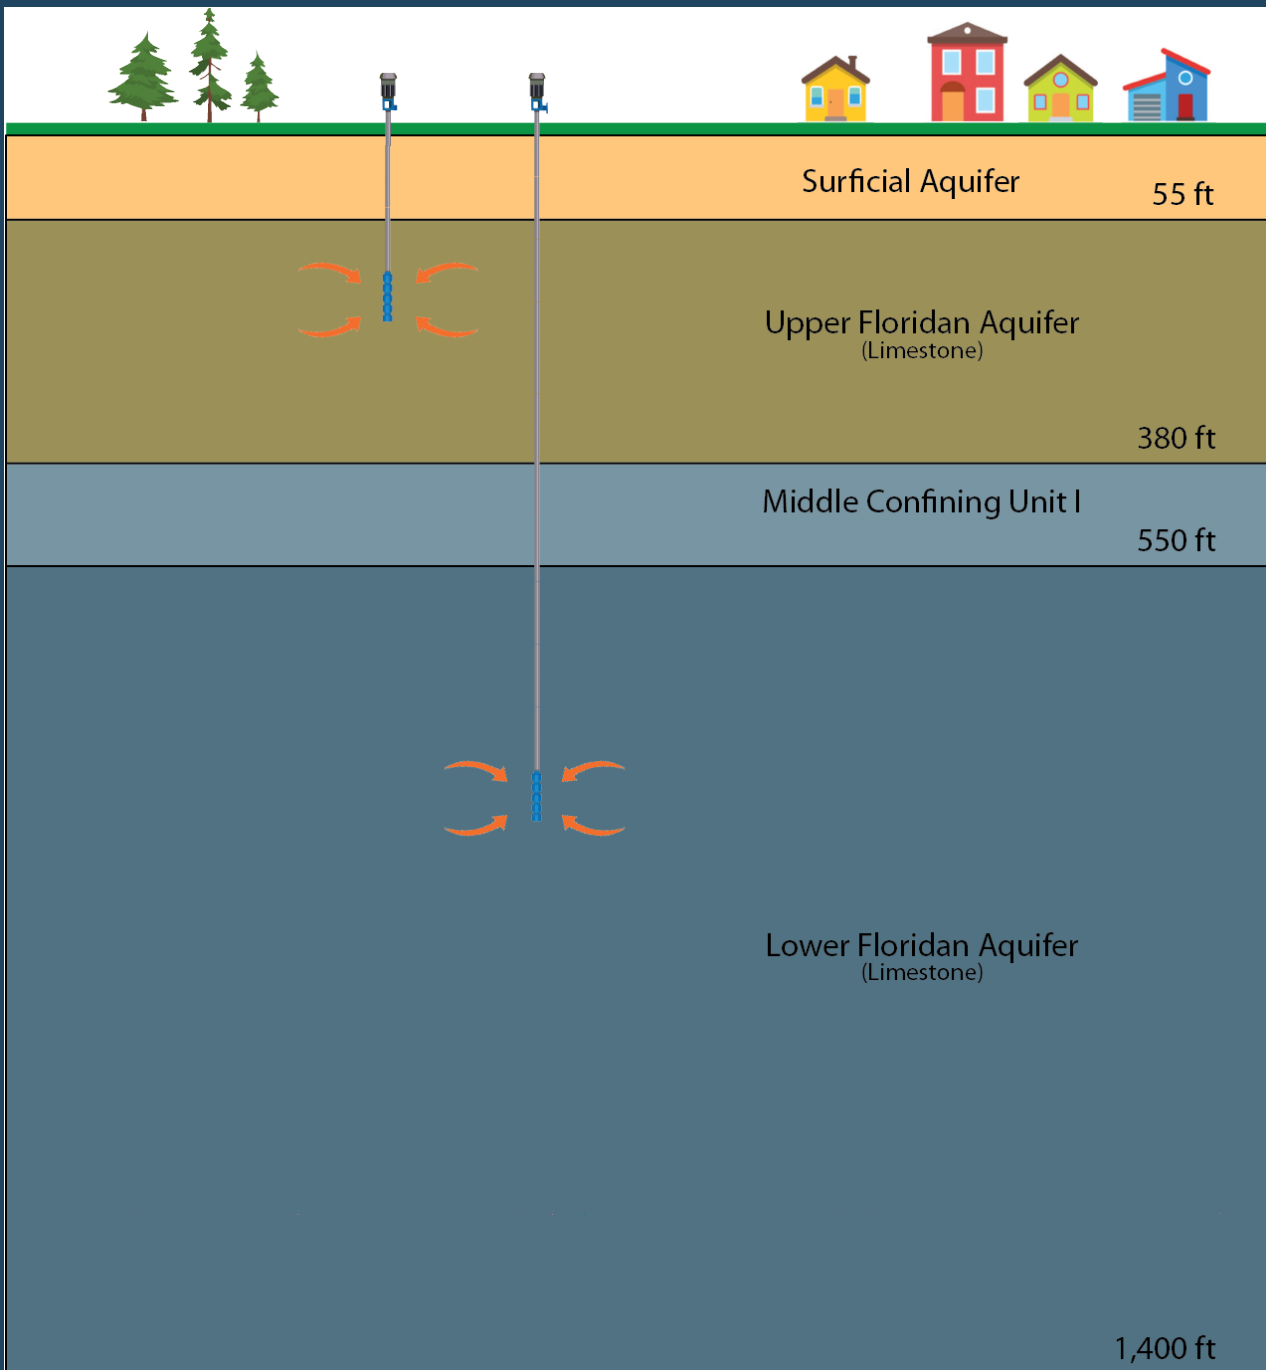 Surficial Aquifer
55 ft
Upper Floridan Aquifer
(Limestone)
380 ft
Middle Confining Unit I
550 ft
Lower Floridan Aquifer
(Limestone)
1,400 ft